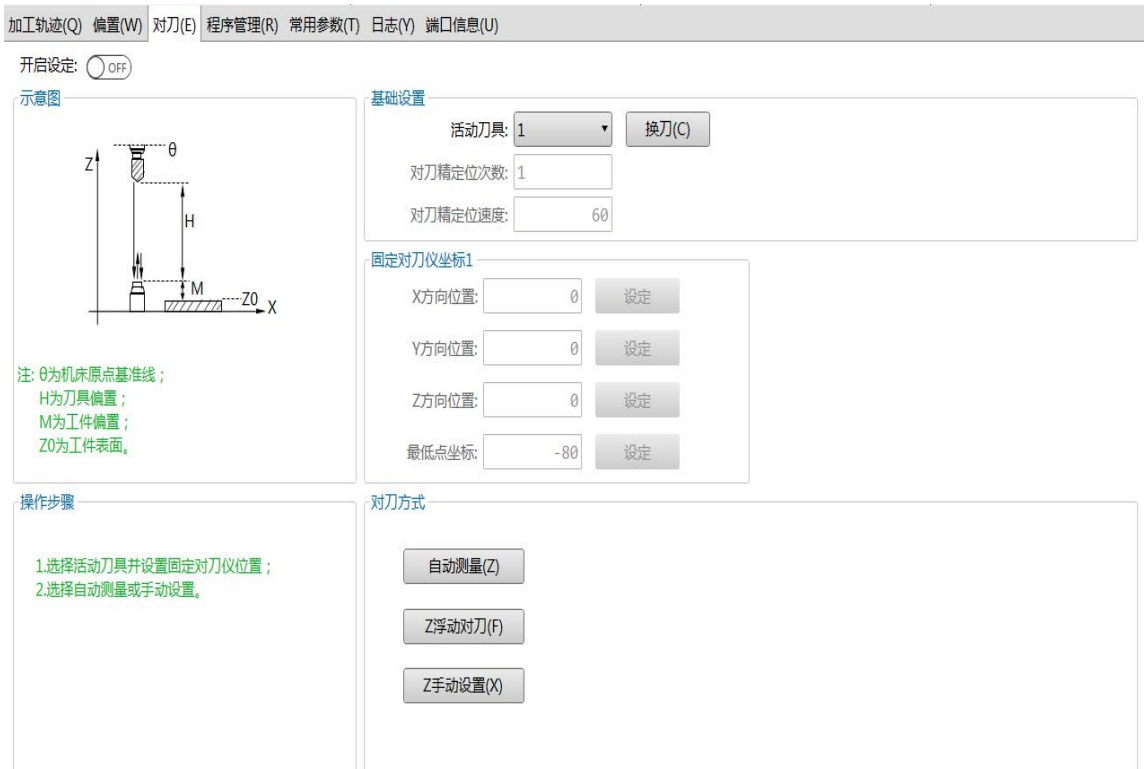 加工轨迹(Q) 偏置(W) 对刀(E) 程序管理(R) 常用参数(T) 日志(Y) 端口信息(U)
开启设定: OFF
示意图
Z
θ
H
M
Z0
X
注: θ为机床原点基准线；
H为刀具偏置；
M为工件偏置；
Z0为工件表面。
基础设置
活动刀具: 1 换刀(C)
对刀精定位次数: 1
对刀精定位速度: 60
固定对刀仪坐标1
X方向位置: 0 设定
Y方向位置: 0 设定
Z方向位置: 0 设定
最低点坐标: -80 设定
操作步骤
1.选择活动刀具并设置固定对刀仪位置；
2.选择自动测量或手动设置。
对刀方式
自动测量(Z)
Z浮动对刀(F)
Z手动设置(X)